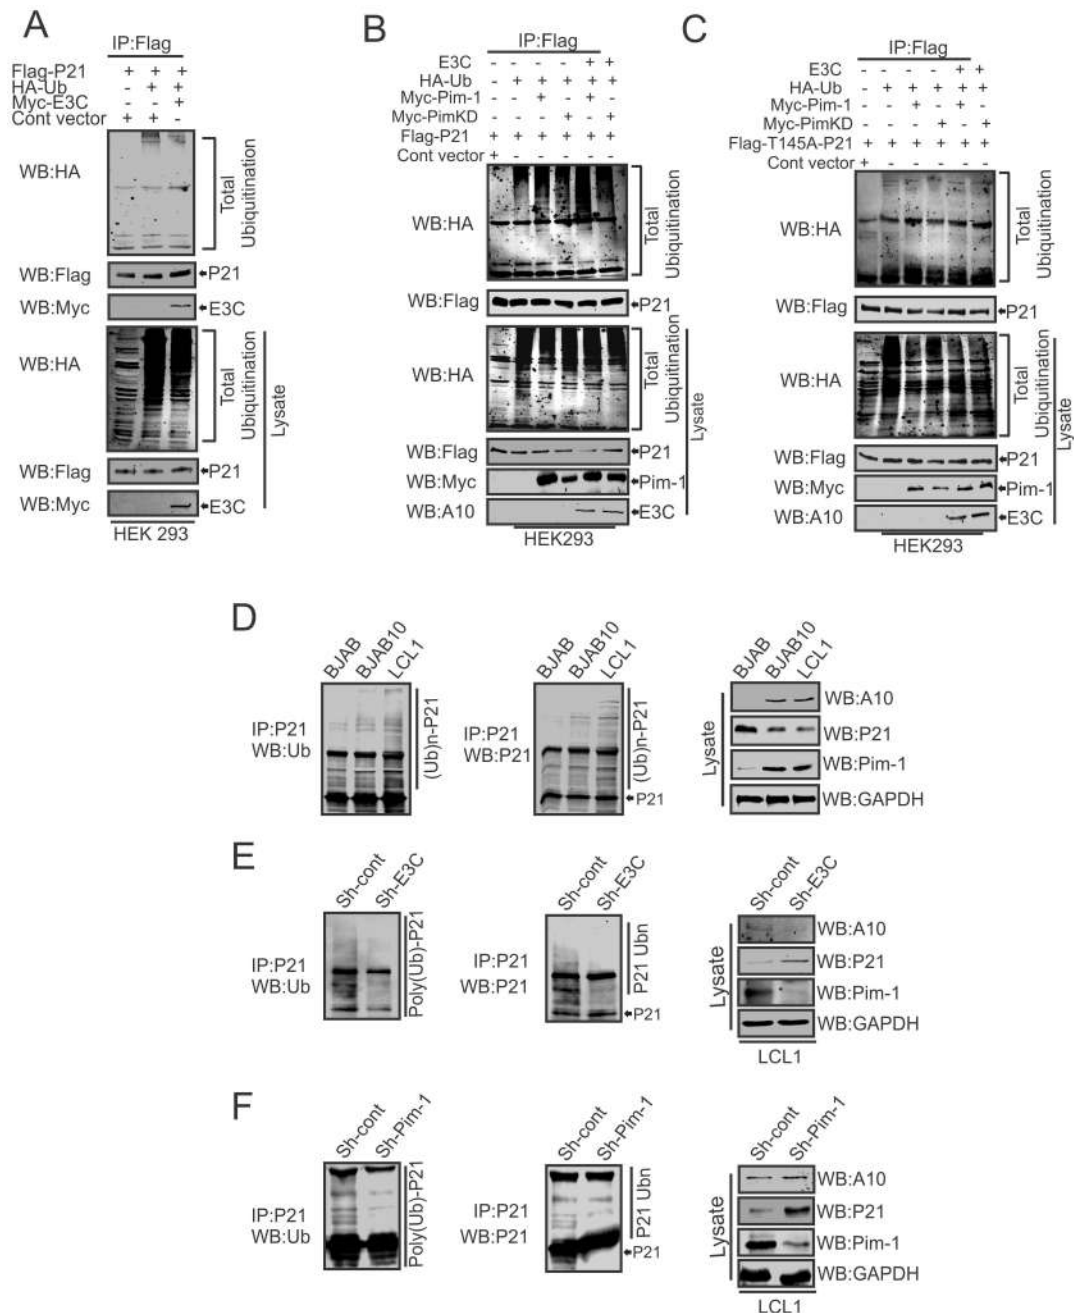 A
IP:Flag
Flag-P21 + + +
HA-Ub - + +
Myc-E3C - - +
Cont vector + + -
WB:HA
Total Ubiquitination
WB:Flag
P21
WB:Myc
E3C
WB:HA
Total Ubiquitination
WB:Flag
P21
WB:Myc
E3C
Lysate
HEK 293
B
IP:Flag
E3C - - - - + +
HA-Ub - + + + + +
Myc-Pim-1 - - + - + -
Myc-PimKD - - - + - +
Flag-P21 + + + + + +
Cont vector + - - - - -
WB:HA
Total Ubiquitination
WB:Flag
P21
WB:HA
Total Ubiquitination
WB:Flag
P21
WB:Myc
Pim-1
WB:A10
E3C
Lysate
HEK293
C
IP:Flag
E3C - - - - + +
HA-Ub - + + + + +
Myc-Pim-1 - - + - + -
Myc-PimKD - - - + - +
Flag-T145A-P21 + + + + + +
Cont vector + - - - - -
WB:HA
Total Ubiquitination
WB:Flag
P21
WB:HA
Total Ubiquitination
WB:Flag
P21
WB:Myc
Pim-1
WB:A10
E3C
Lysate
HEK293
D
BJAB
BJAB10
LCL1
IP:P21
WB:Ub
(Ub)n-P21
BJAB
BJAB10
LCL1
IP:P21
WB:P21
(Ub)n-P21
P21
BJAB
BJAB10
LCL1
Lysate
WB:A10
WB:P21
WB:Pim-1
WB:GAPDH
E
Sh-cont
Sh-E3C
IP:P21
WB:Ub
Poly(Ub)-P21
Sh-cont
Sh-E3C
IP:P21
WB:P21
P21 Ubn
P21
Sh-cont
Sh-E3C
Lysate
WB:A10
WB:P21
WB:Pim-1
WB:GAPDH
LCL1
F
Sh-cont
Sh-Pim-1
IP:P21
WB:Ub
Poly(Ub)-P21
Sh-cont
Sh-Pim-1
IP:P21
WB:P21
P21 Ubn
P21
Sh-cont
Sh-Pim-1
Lysate
WB:A10
WB:P21
WB:Pim-1
WB:GAPDH
LCL1